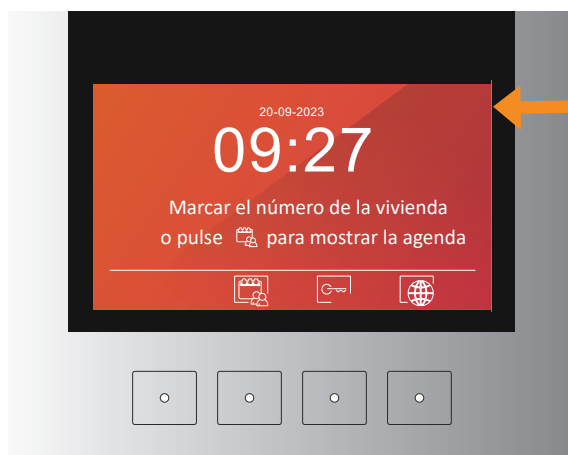 20-09-2023
09:27
Marcar el número de la vivienda
o pulse para mostrar la agenda